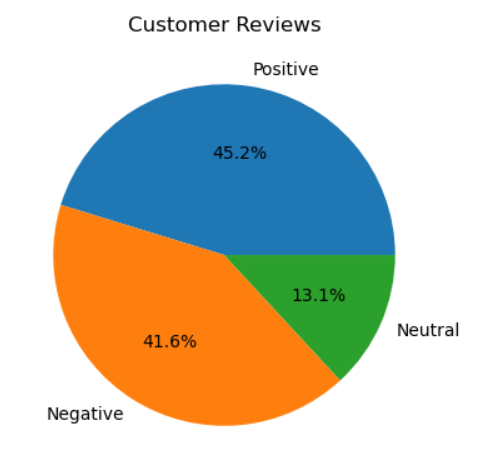 Customer Reviews
Positive
45.2%
13.1%
Neutral
41.6%
Negative